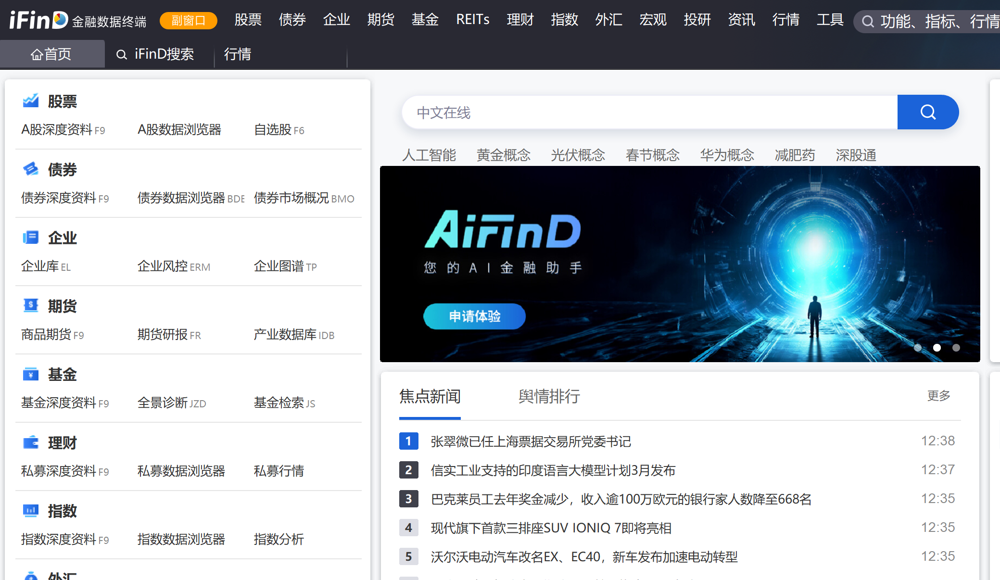 iFinD 金融数据终端 副窗口 股票 债券 企业 期货 基金 REITs 理财 指数 外汇 宏观 投研 资讯 行情 工具 功能、指标、行情
首页 iFinD搜索 行情
股票
A股深度资料 F9 A股数据浏览器 自选股 F6
债券
债券深度资料 F9 债券数据浏览器 BDE 债券市场概况 BMO
企业
企业库 EL 企业风控 ERM 企业图谱 TP
期货
商品期货 F9 期货研报 FR 产业数据库 IDB
基金
基金深度资料 F9 全景诊断 JZD 基金检索 JS
理财
私募深度资料 F9 私募数据浏览器 私募行情
指数
指数深度资料 F9 指数数据浏览器 指数分析
外汇
中文在线
人工智能 黄金概念 光伏概念 春节概念 华为概念 减肥药 深股通
AiFinD
您的AI金融助手
申请体验
焦点新闻 舆情排行 更多
1 张翠微已任上海票据交易所党委书记 12:38
2 信实工业支持的印度语言大模型计划3月发布 12:37
3 巴克莱员工去年奖金减少，收入逾100万欧元的银行家人数降至668名 12:35
4 现代旗下首款三排座SUV IONIQ 7即将亮相 12:35
5 沃尔沃电动汽车改名EX、EC40，新车发布加速电动转型 12:35